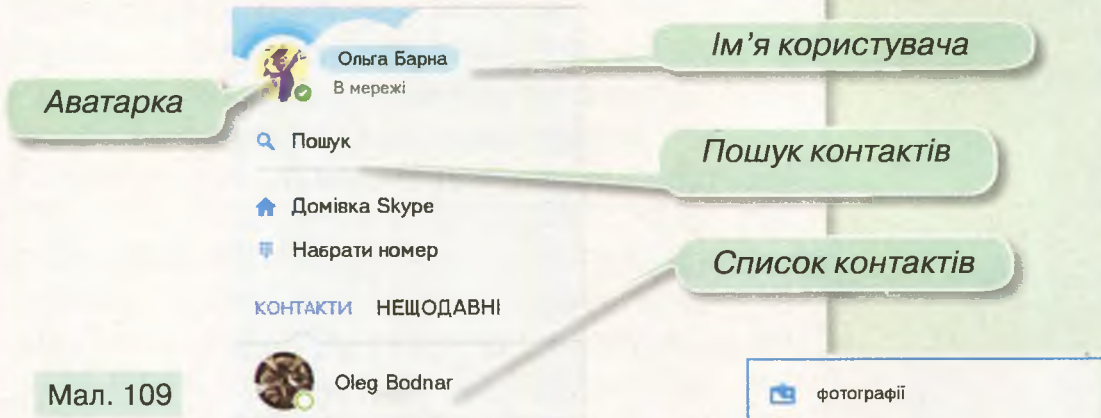 Ольга Барна
В мережі
Ім’я користувача
Аватарка
Пошук
Пошук контактів
Домівка Skype
Набрати номер
Список контактів
КОНТАКТИ НЕЩОДАВНІ
Oleg Bodnar
Мал. 109
фотографії